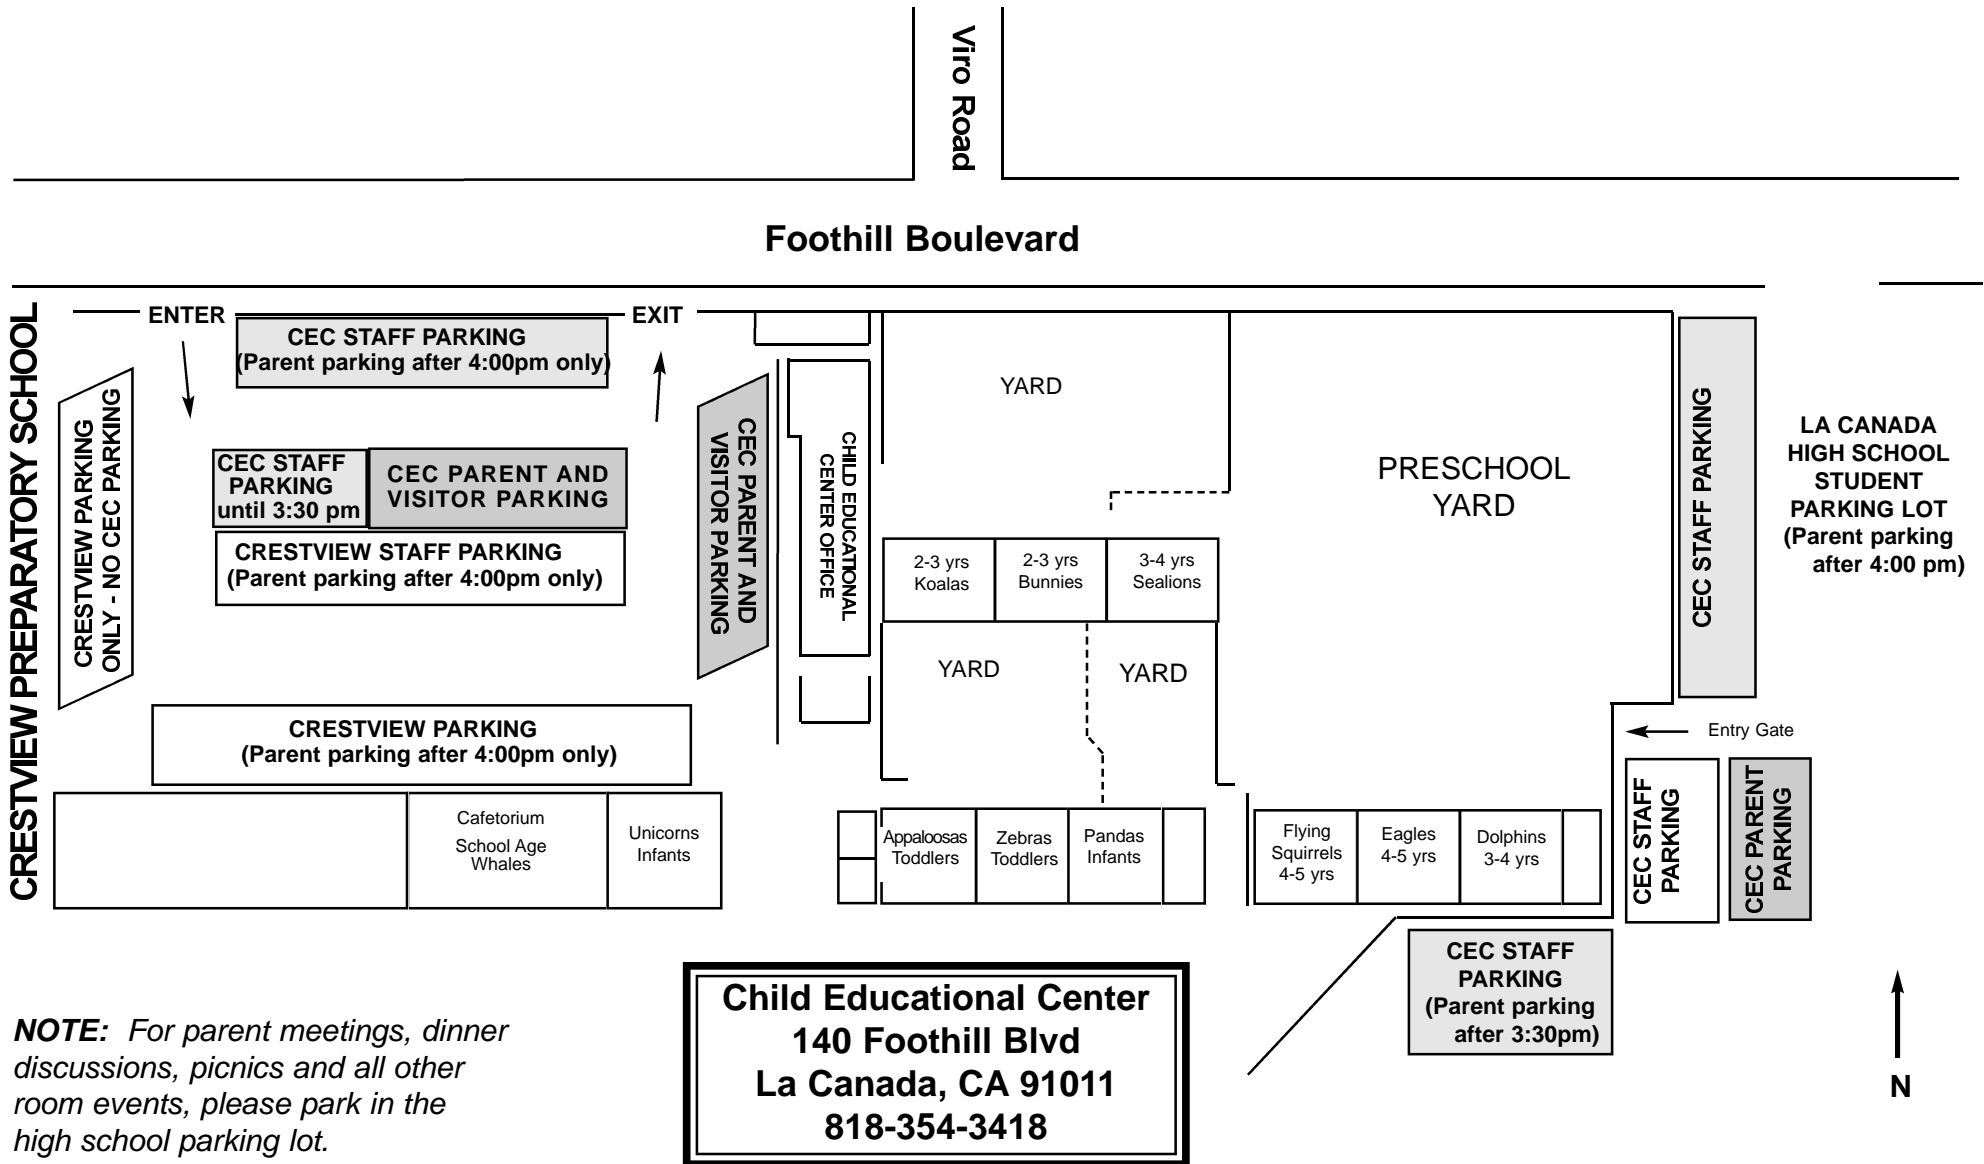 Viro Road
Foothill Boulevard
CRESTVIEW PREPARATORY SCHOOL
ENTER
EXIT
CEC STAFF PARKING
(Parent parking after 4:00pm only)
CRESTVIEW PARKING
ONLY - NO CEC PARKING
CEC STAFF
PARKING
until 3:30 pm
CEC PARENT AND
VISITOR PARKING
CRESTVIEW STAFF PARKING
(Parent parking after 4:00pm only)
CEC PARENT AND
VISITOR PARKING
CHILD EDUCATIONAL
CENTER OFFICE
YARD
PRESCHOOL
YARD
CEC STAFF PARKING
LA CANADA
HIGH SCHOOL
STUDENT
PARKING LOT
(Parent parking
after 4:00 pm)
2-3 yrs
Koalas
2-3 yrs
Bunnies
3-4 yrs
Sealions
YARD
YARD
CRESTVIEW PARKING
(Parent parking after 4:00pm only)
Entry Gate
Cafetorium
School Age
Whales
Unicorns
Infants
Appaloosas
Toddlers
Zebras
Toddlers
Pandas
Infants
Flying
Squirrels
4-5 yrs
Eagles
4-5 yrs
Dolphins
3-4 yrs
CEC STAFF
PARKING
CEC PARENT
PARKING
CEC STAFF
PARKING
(Parent parking
after 3:30pm)
Child Educational Center
140 Foothill Blvd
La Canada, CA 91011
818-354-3418
NOTE: For parent meetings, dinner
discussions, picnics and all other
room events, please park in the
high school parking lot.
N